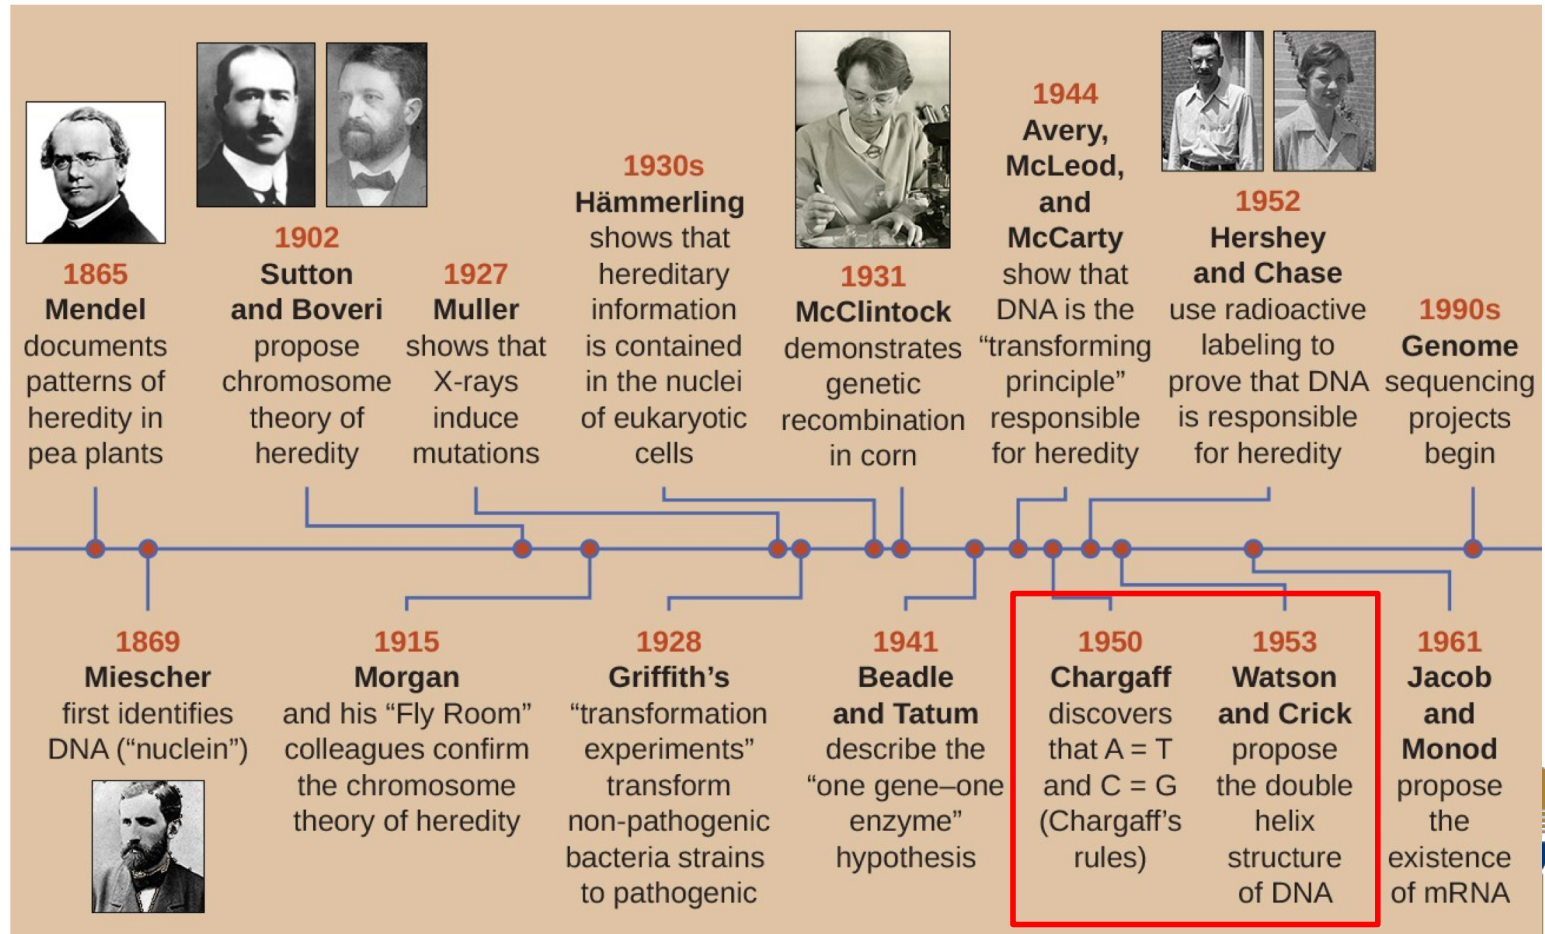 1865
Mendel
documents
patterns of
heredity in
pea plants
1902
Sutton
and Boveri
propose
chromosome
theory of
heredity
1927
Muller
shows that
X-rays
induce
mutations
1930s
Hämmerling
shows that
hereditary
information
is contained
in the nuclei
of eukaryotic
cells
1931
McClintock
demonstrates
genetic
recombination
in corn
1944
Avery,
McLeod,
and
McCarty
show that
DNA is the
“transforming
principle”
responsible
for heredity
1952
Hershey
and Chase
use radioactive
labeling to
prove that DNA
is responsible
for heredity
1990s
Genome
sequencing
projects
begin
1869
Miescher
first identifies
DNA (“nuclein”)
1915
Morgan
and his “Fly Room”
colleagues confirm
the chromosome
theory of heredity
1928
Griffith’s
“transformation
experiments”
transform
non-pathogenic
bacteria strains
to pathogenic
1941
Beadle
and Tatum
describe the
“one gene–one
enzyme”
hypothesis
1950
Chargaff
discovers
that A = T
and C = G
(Chargaff’s
rules)
1953
Watson
and Crick
propose
the double
helix
structure
of DNA
1961
Jacob
and
Monod
propose
the
existence
of mRNA